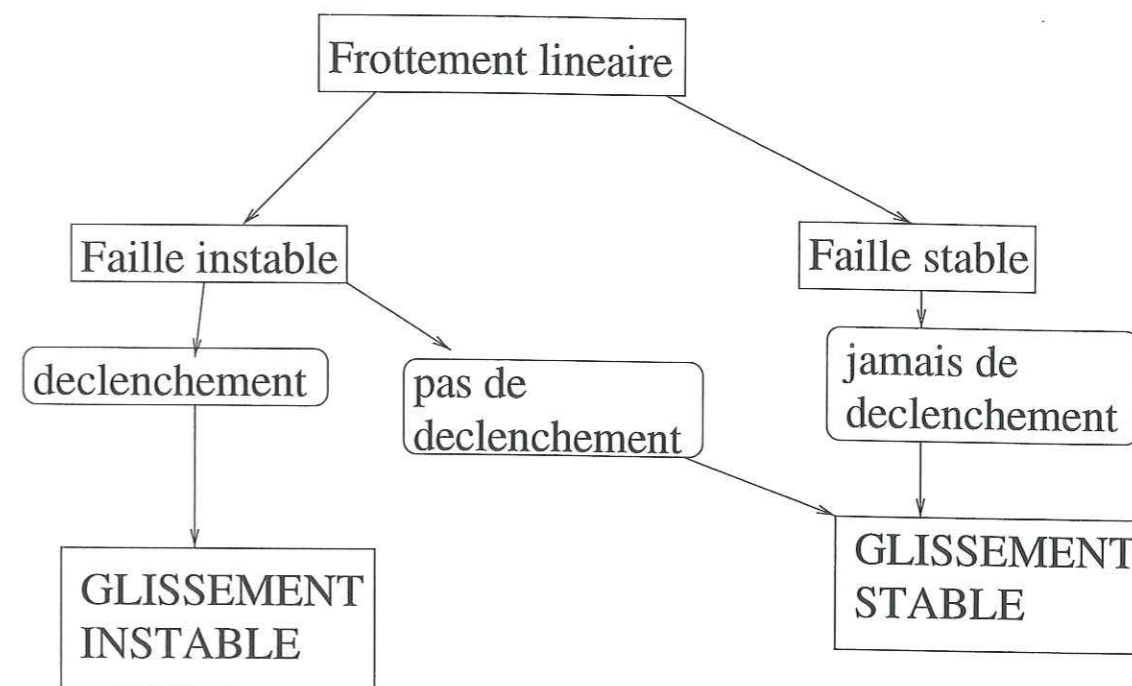 Frottement lineaire
Faille instable
Faille stable
declenchement
pas de
declenchement
jamais de
declenchement
GLISSEMENT
INSTABLE
GLISSEMENT
STABLE